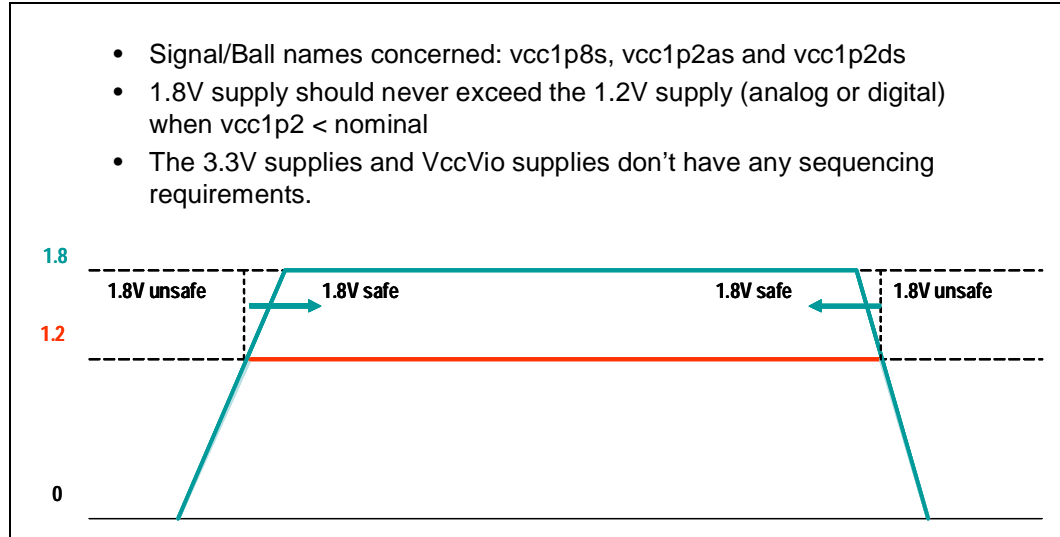 • Signal/Ball names concerned: vcc1p8s, vcc1p2as and vcc1p2ds
• 1.8V supply should never exceed the 1.2V supply (analog or digital)
when vcc1p2 < nominal
• The 3.3V supplies and VccVio supplies don't have any sequencing
requirements.
1.8
1.8V unsafe
1.8V safe
1.8V safe
1.8V unsafe
1.2
0